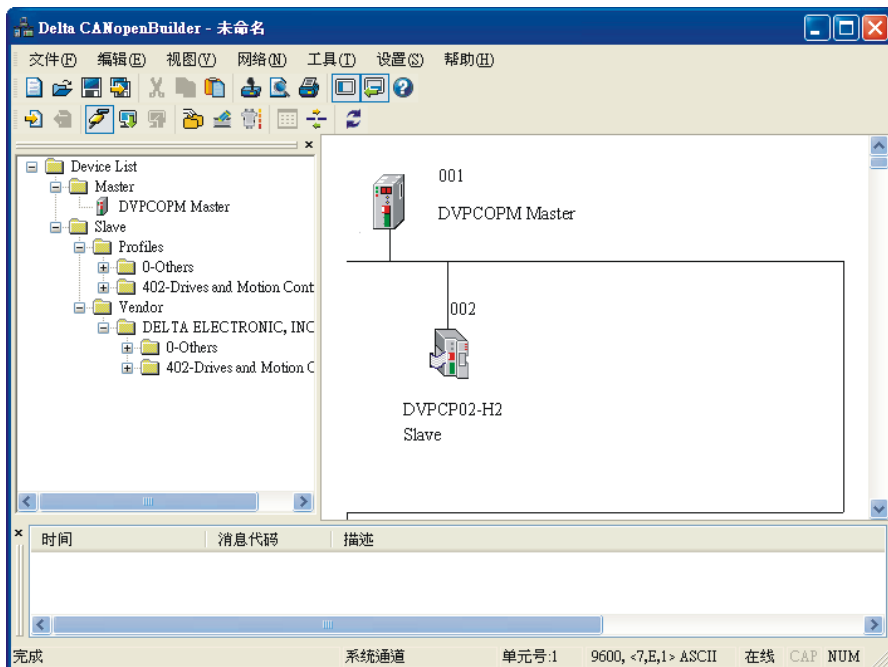 Delta CANopenBuilder - 未命名
文件(F) 编辑(E) 视图(V) 网络(N) 工具(T) 设置(S) 帮助(H)
Device List
Master
DVPCOPM Master
Slave
Profiles
0-Others
402-Drives and Motion Cont
Vendor
DELTA ELECTRONIC, INC
0-Others
402-Drives and Motion C
001
DVPCOPM Master
002
DVPCP02-H2
Slave
时间 消息代码 描述
完成 系统通道 单元号:1 9600, <7,E,1> ASCII 在线 CAP NUM